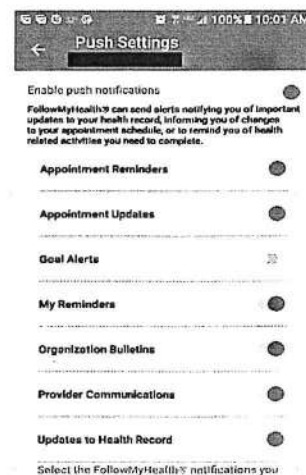 100% 10:01 AM
Push Settings
Enable push notifications
FollowMyHealth® can send alerts notifying you of important
updates to your health record, informing you of changes
to your appointment schedule, or to remind you of health
related activities you need to complete.
Appointment Reminders
Appointment Updates
Goal Alerts
My Reminders
Organization Bulletins
Provider Communications
Updates to Health Record
Select the FollowMyHealth® notifications you